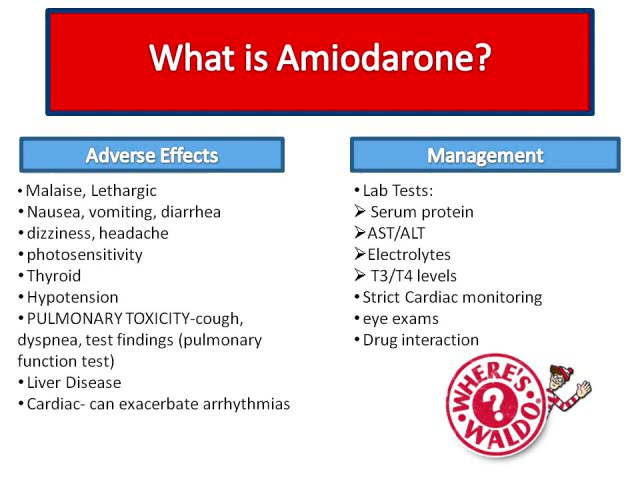 What is Amiodarone?
Adverse Effects
• Malaise, Lethargic
• Nausea, vomiting, diarrhea
• dizziness, headache
• photosensitivity
• Thyroid
• Hypotension
• PULMONARY TOXICITY-cough,
dyspnea, test findings (pulmonary
function test)
• Liver Disease
• Cardiac- can exacerbate arrhythmias
Management
• Lab Tests:
➢ Serum protein
➢AST/ALT
➢Electrolytes
➢ T3/T4 levels
• Strict Cardiac monitoring
• eye exams
• Drug interaction
WHERE'S
?
WALDO?